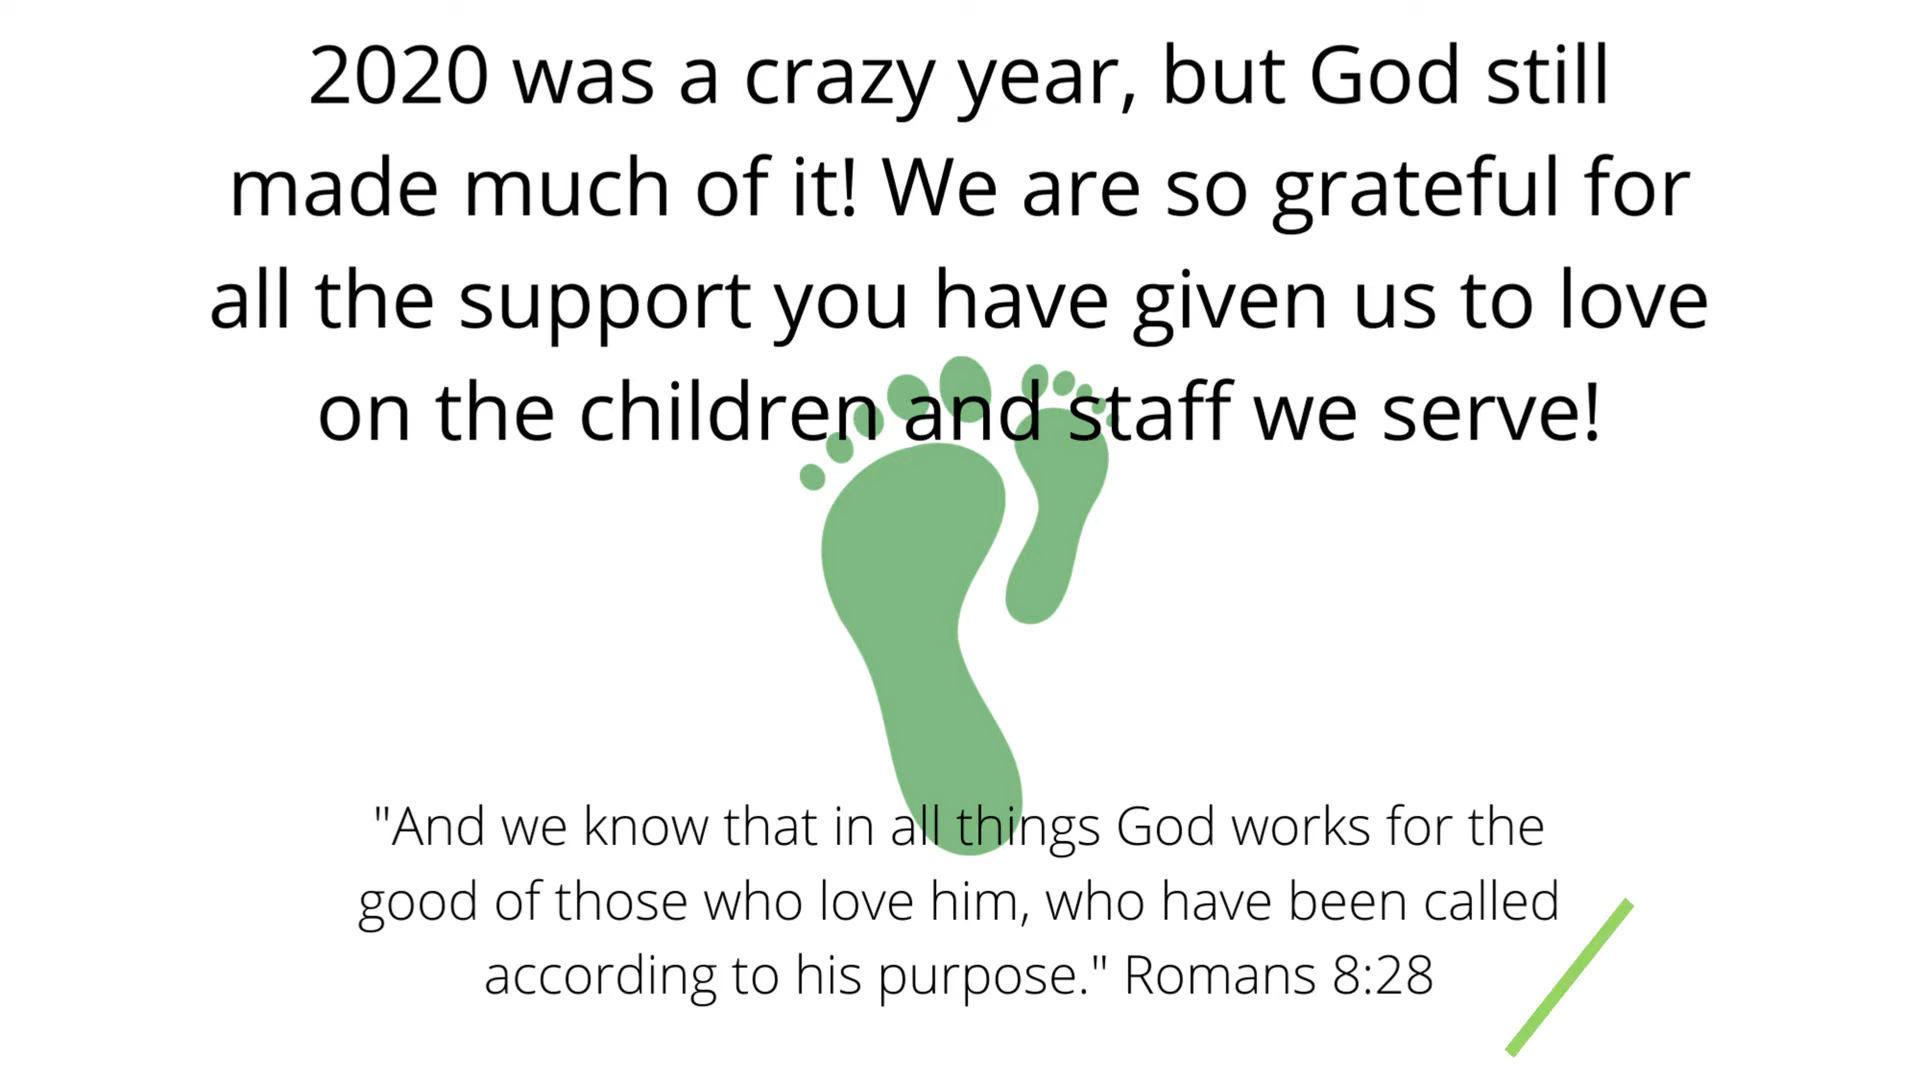 2020 was a crazy year, but God still
made much of it! We are so grateful for
all the support you have given us to love
on the children and staff we serve!
"And we know that in all things God works for the
good of those who love him, who have been called
according to his purpose." Romans 8:28